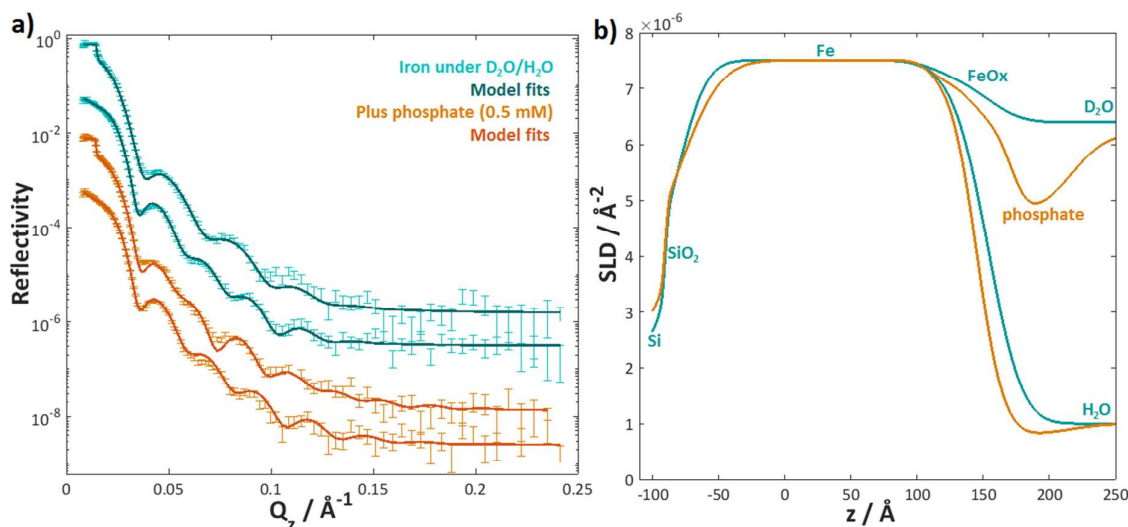 a)
Reflectivity
10⁰
10⁻²
10⁻⁴
10⁻⁶
10⁻⁸
Iron under D₂O/H₂O
Model fits
Plus phosphate (0.5 mM)
Model fits
0 0.05 0.1 0.15 0.2 0.25
Q_z / Å⁻¹
b)
×10⁻⁶
SLD / Å⁻²
8
7
6
5
4
3
2
1
0
Fe
FeOx
D₂O
phosphate
SiO₂
Si
H₂O
-100 -50 0 50 100 150 200 250
z / Å